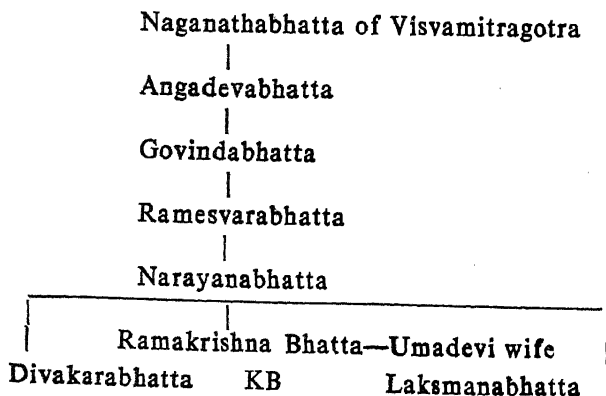 Naganathabhatta of Visvamitragotra
Angadevabhatta
Govindabhatta
Ramesvarabhatta
Narayanabhatta
Ramakrishna Bhatta—Umadevi wife
Divakarabhatta KB Laksmanabhatta